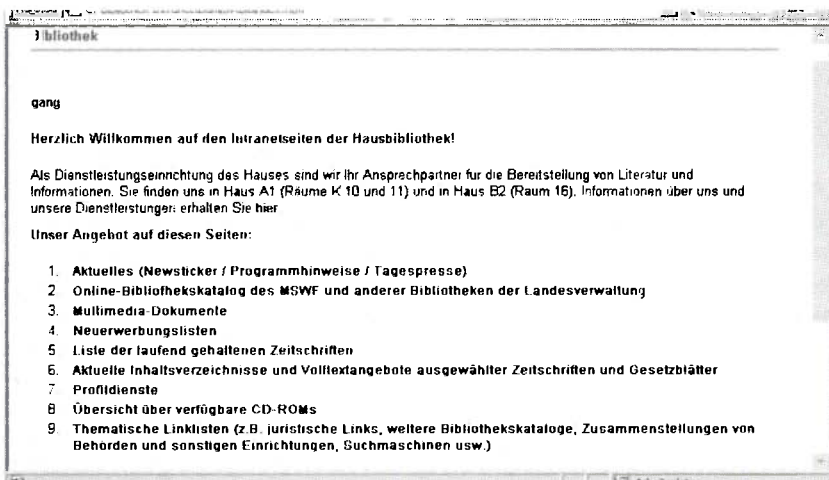 Bibliothek
gang
Herzlich Willkommen auf den Intranetseiten der Hausbibliothek!
Als Dienstleistungseinrichtung des Hauses sind wir Ihr Ansprechpartner für die Bereitstellung von Literatur und
Informationen. Sie finden uns in Haus A1 (Räume K 10 und 11) und in Haus B2 (Raum 16). Informationen über uns und
unsere Dienstleistungen erhalten Sie hier
Unser Angebot auf diesen Seiten:
1. Aktuelles (Newsticker / Programmhinweise / Tagespresse)
2. Online-Bibliothekskatalog des MSWF und anderer Bibliotheken der Landesverwaltung
3. Multimedia-Dokumente
4. Neuerwerbungslisten
5. Liste der laufend gehaltenen Zeitschriften
6. Aktuelle Inhaltsverzeichnisse und Volltextangebote ausgewählter Zeitschriften und Gesetzblätter
7. Profildienste
8. Übersicht über verfügbare CD-ROMs
9. Thematische Linklisten (z.B. juristische Links, weitere Bibliothekskataloge, Zusammenstellungen von
Behörden und sonstigen Einrichtungen, Suchmaschinen usw.)